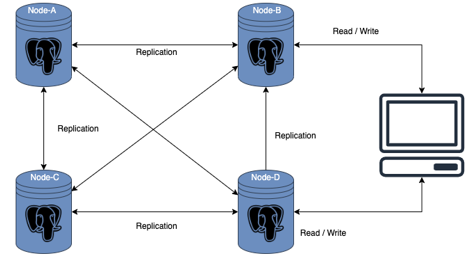 Node-A
Node-B
Read / Write
Replication
Replication
Replication
Node-C
Node-D
Replication
Read / Write